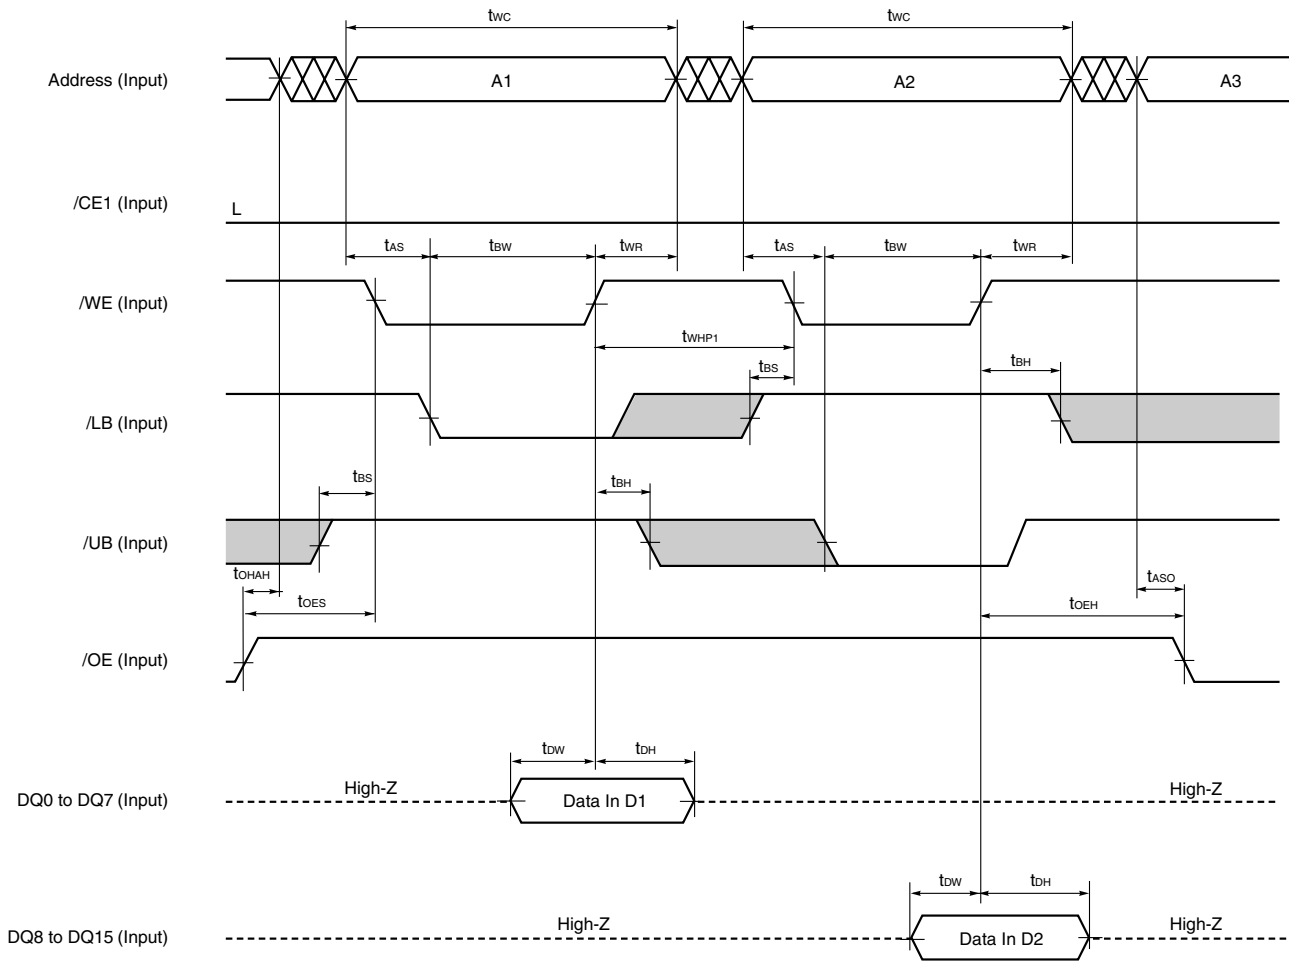 tWC
tWC
Address (Input)
A1
A2
A3
/CE1 (Input)
L
tAS
tBW
tWR
tAS
tBW
tWR
/WE (Input)
tWHP1
tBS
tBH
/LB (Input)
tBS
tBH
/UB (Input)
tOHAH
tASO
tOES
tOEH
/OE (Input)
tDW
tDH
High-Z
High-Z
DQ0 to DQ7 (Input)
Data In D1
tDW
tDH
High-Z
High-Z
DQ8 to DQ15 (Input)
Data In D2